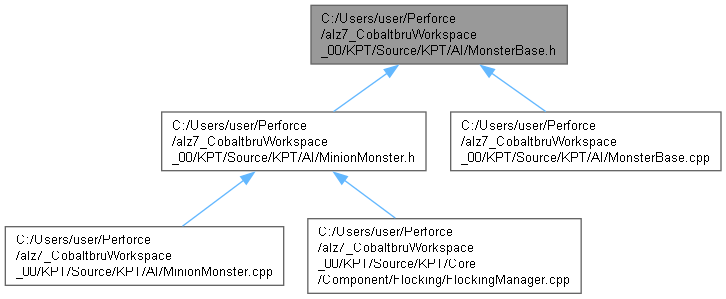 C:/Users/user/Perforce
/alz7_CobaltbruWorkspace
_00/KPT/Source/KPT/AI/MonsterBase.h
C:/Users/user/Perforce
/alz7_CobaltbruWorkspace
_00/KPT/Source/KPT/AI/MinionMonster.h
C:/Users/user/Perforce
/alz7_CobaltbruWorkspace
_00/KPT/Source/KPT/AI/MonsterBase.cpp
C:/Users/user/Perforce
/alz7_CobaltbruWorkspace
_00/KPT/Source/KPT/AI/MinionMonster.cpp
C:/Users/user/Perforce
/alz7_CobaltbruWorkspace
_00/KPT/Source/KPT/Core
/Component/Flocking/FlockingManager.cpp